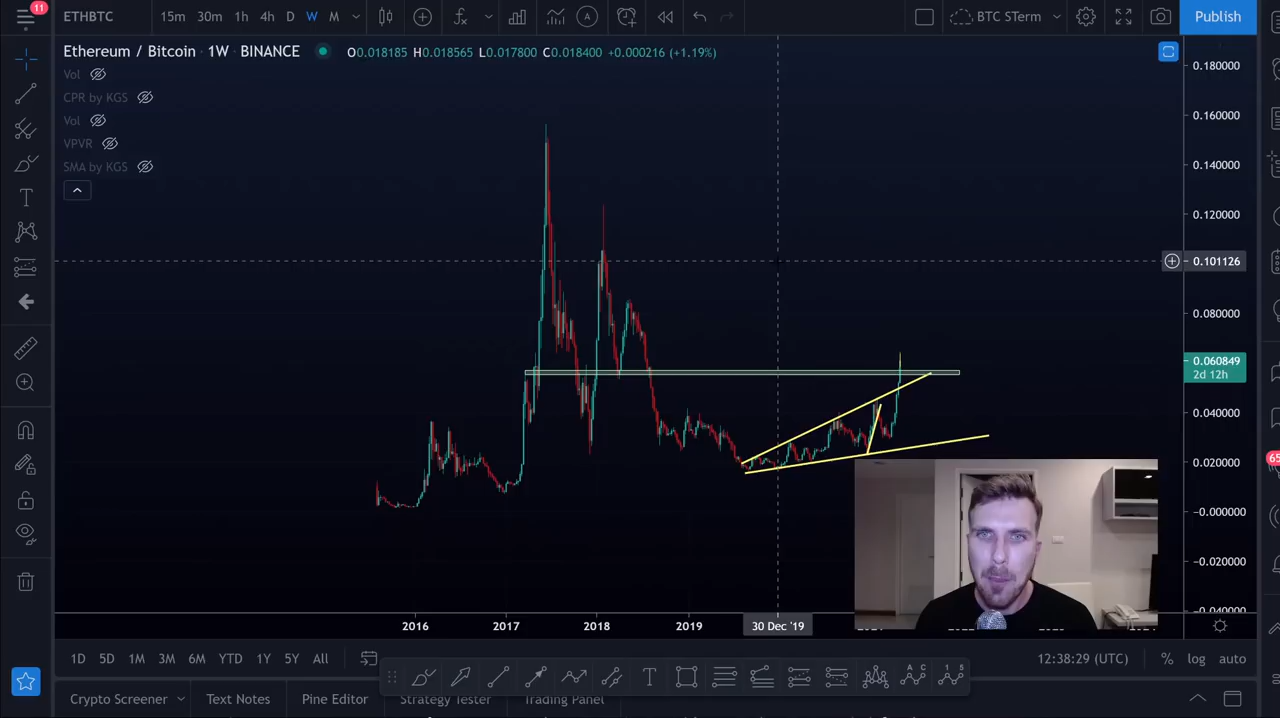 11
ETHBTC
15m 30m 1h 4h D W M
BTC STerm
Publish
Ethereum / Bitcoin · 1W · BINANCE O0.018185 H0.018565 L0.017800 C0.018400 +0.000216 (+1.19%)
Vol
CPR by KGS
Vol
VPVR
SMA by KGS
0.180000
0.160000
0.140000
0.120000
0.101126
0.080000
0.060849
2d 12h
0.040000
0.020000
-0.000000
-0.020000
-0.040000
65
2016 2017 2018 2019 30 Dec '19
1D 5D 1M 3M 6M YTD 1Y 5Y All
12:38:29 (UTC) % log auto
Crypto Screener Text Notes Pine Editor Strategy Tester Trading Panel